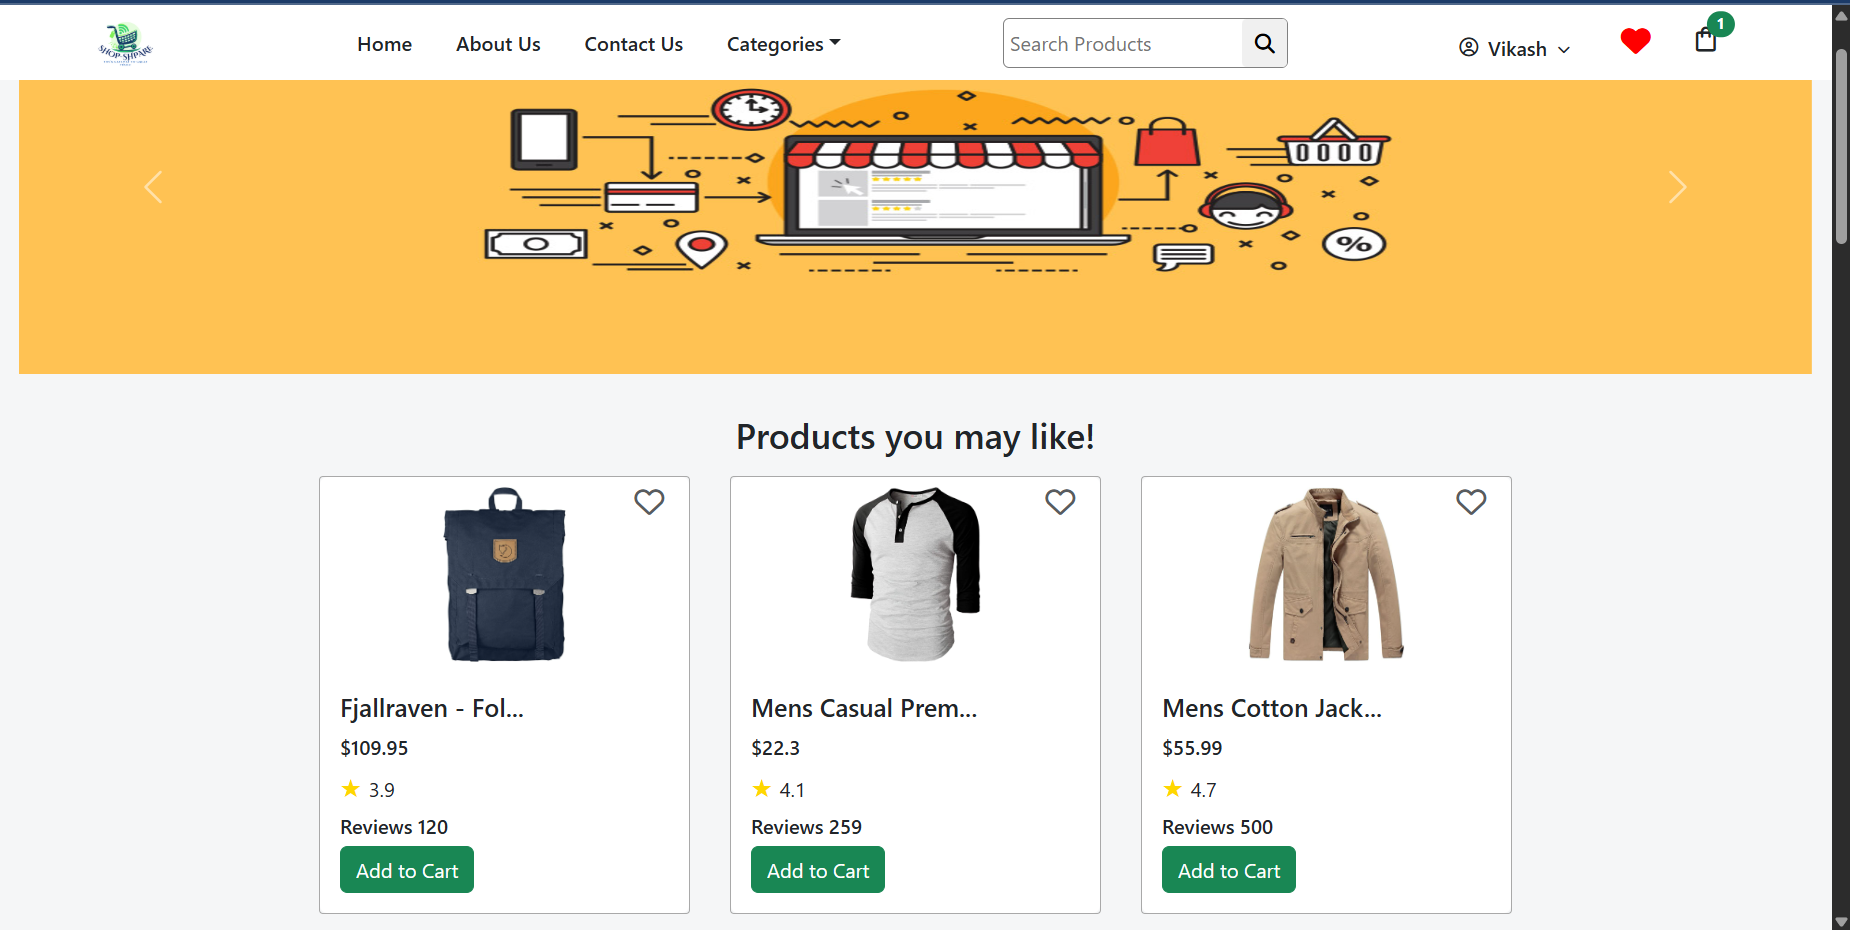 SHOP-SHPARE
Home About Us Contact Us Categories Search Products Vikash 1
%
Products you may like!
Fjallraven - Fol...
$109.95
3.9
Reviews 120
Add to Cart
Mens Casual Prem...
$22.3
4.1
Reviews 259
Add to Cart
Mens Cotton Jack...
$55.99
4.7
Reviews 500
Add to Cart